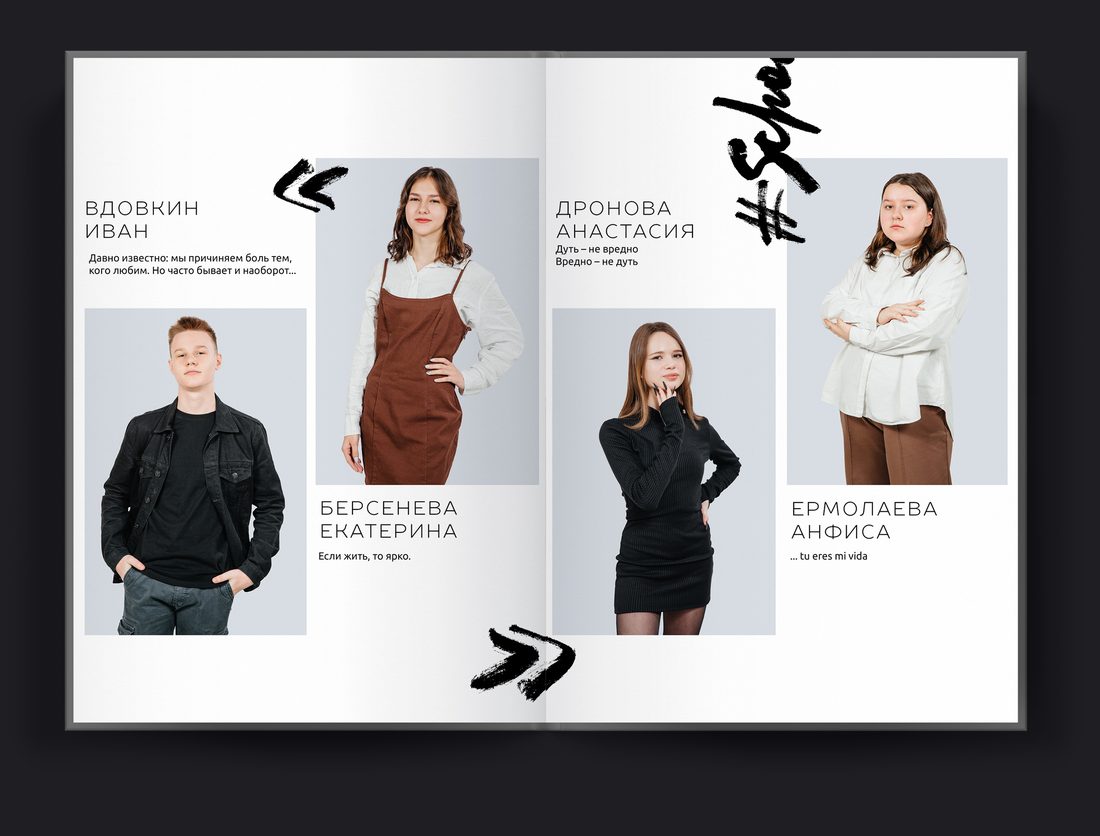 ВДОВКИН
ИВАН
Давно известно: мы причиняем боль тем,
кого любим. Но часто бывает и наоборот...
БЕРСЕНЕВА
ЕКАТЕРИНА
Если жить, то ярко.
ДРОНОВА
АНАСТАСИЯ
Дуть – не вредно
Вредно – не дуть
ЕРМОЛАЕВА
АНФИСА
... tu eres mi vida